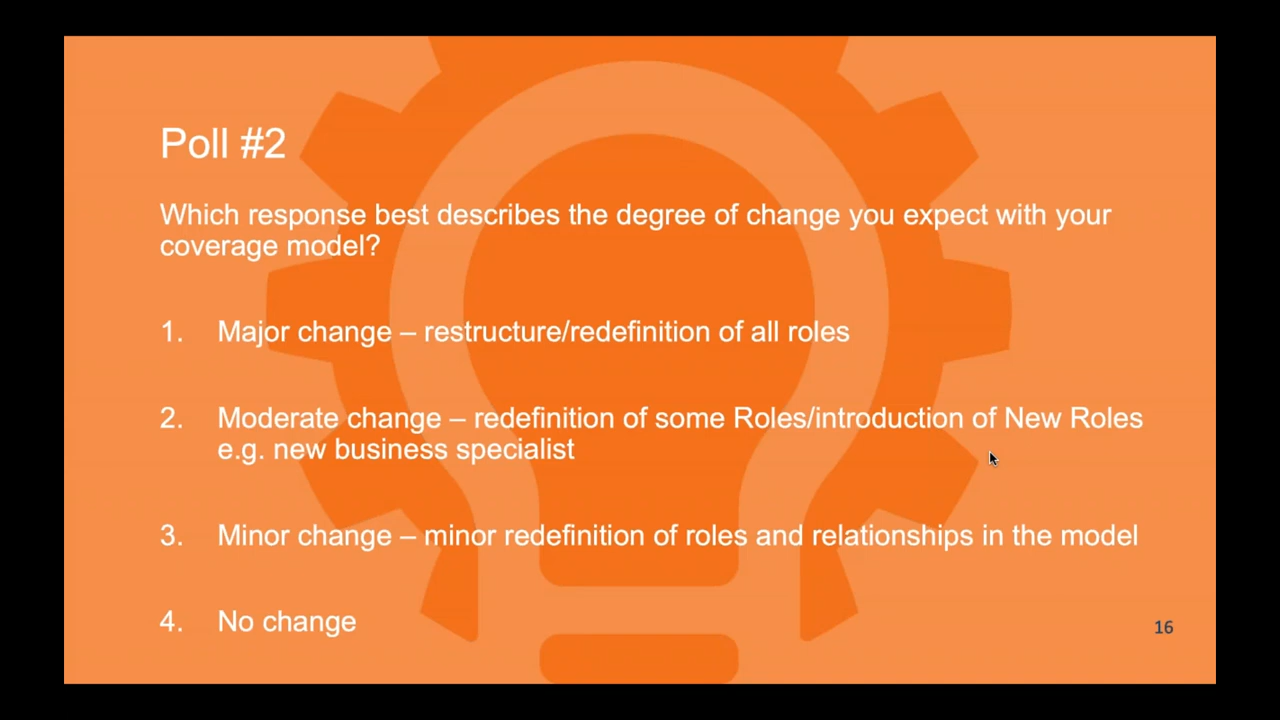 Poll #2
Which response best describes the degree of change you expect with your
coverage model?
1. Major change – restructure/redefinition of all roles
2. Moderate change – redefinition of some Roles/introduction of New Roles
e.g. new business specialist
3. Minor change – minor redefinition of roles and relationships in the model
4. No change
16